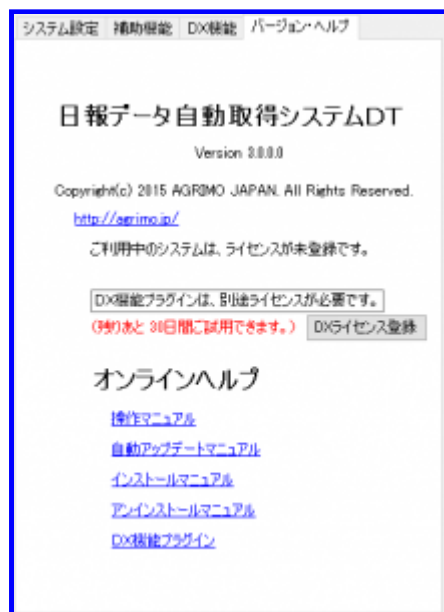 システム設定 補助機能 DX機能 バージョン・ヘルプ
日報データ自動取得システムDT
Version 3.0.0.0
Copyright(c) 2015 AGRIMO JAPAN. All Rights Reserved.
http://agrimo.jp/
ご利用中のシステムは、ライセンスが未登録です。
DX機能プラグインは、別途ライセンスが必要です。
(残りあと 30日間ご試用できます。) DXライセンス登録
オンラインヘルプ
操作マニュアル
自動アップデートマニュアル
インストールマニュアル
アンインストールマニュアル
DX機能プラグイン